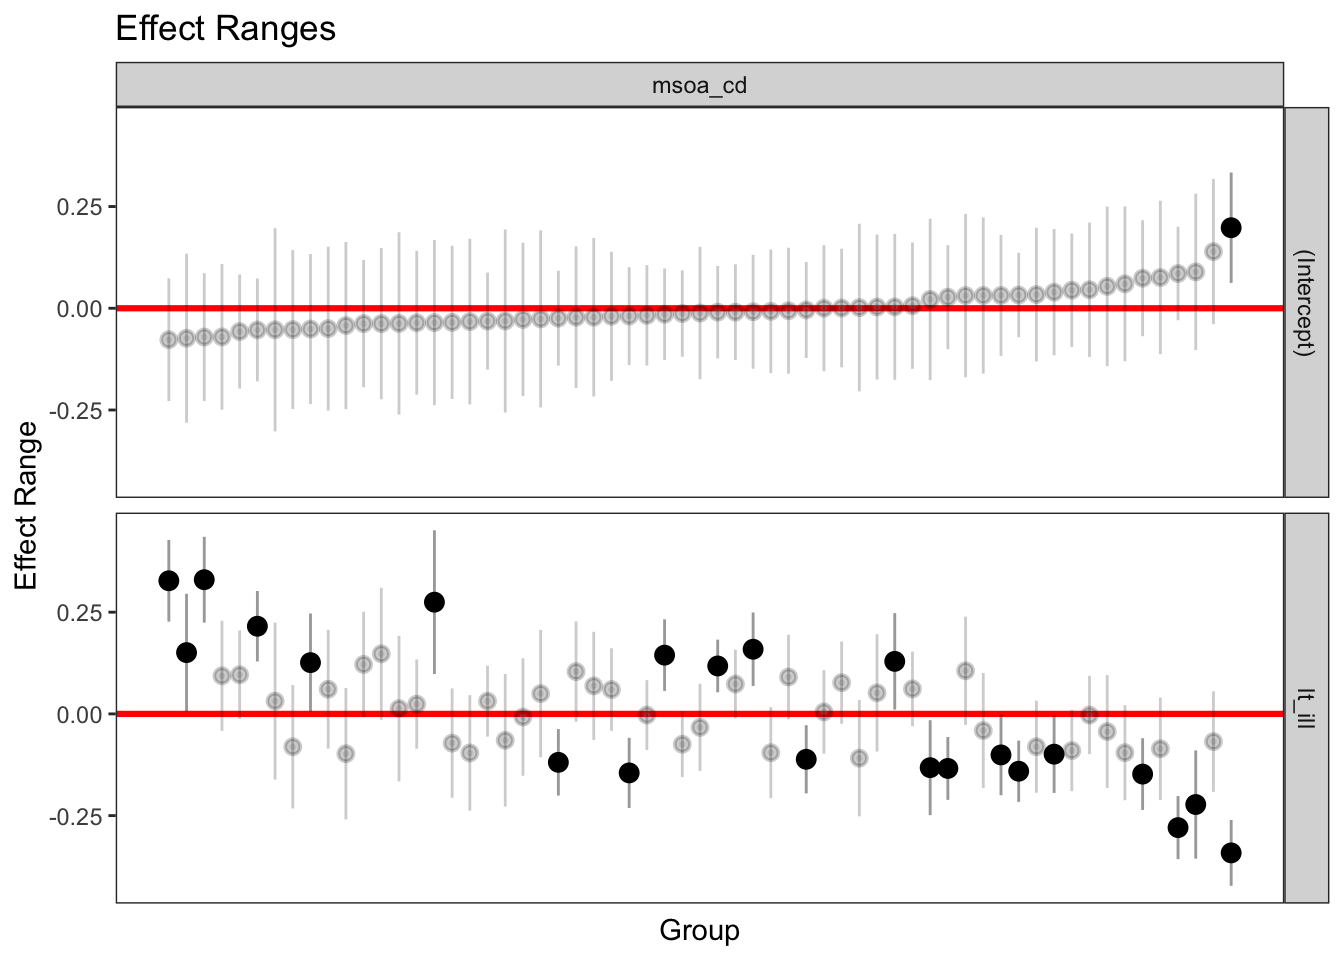 Effect Ranges
msoa_cd
Effect Range
0.25
0.00
-0.25
(Intercept)
0.25
0.00
-0.25
lt_ill
Group